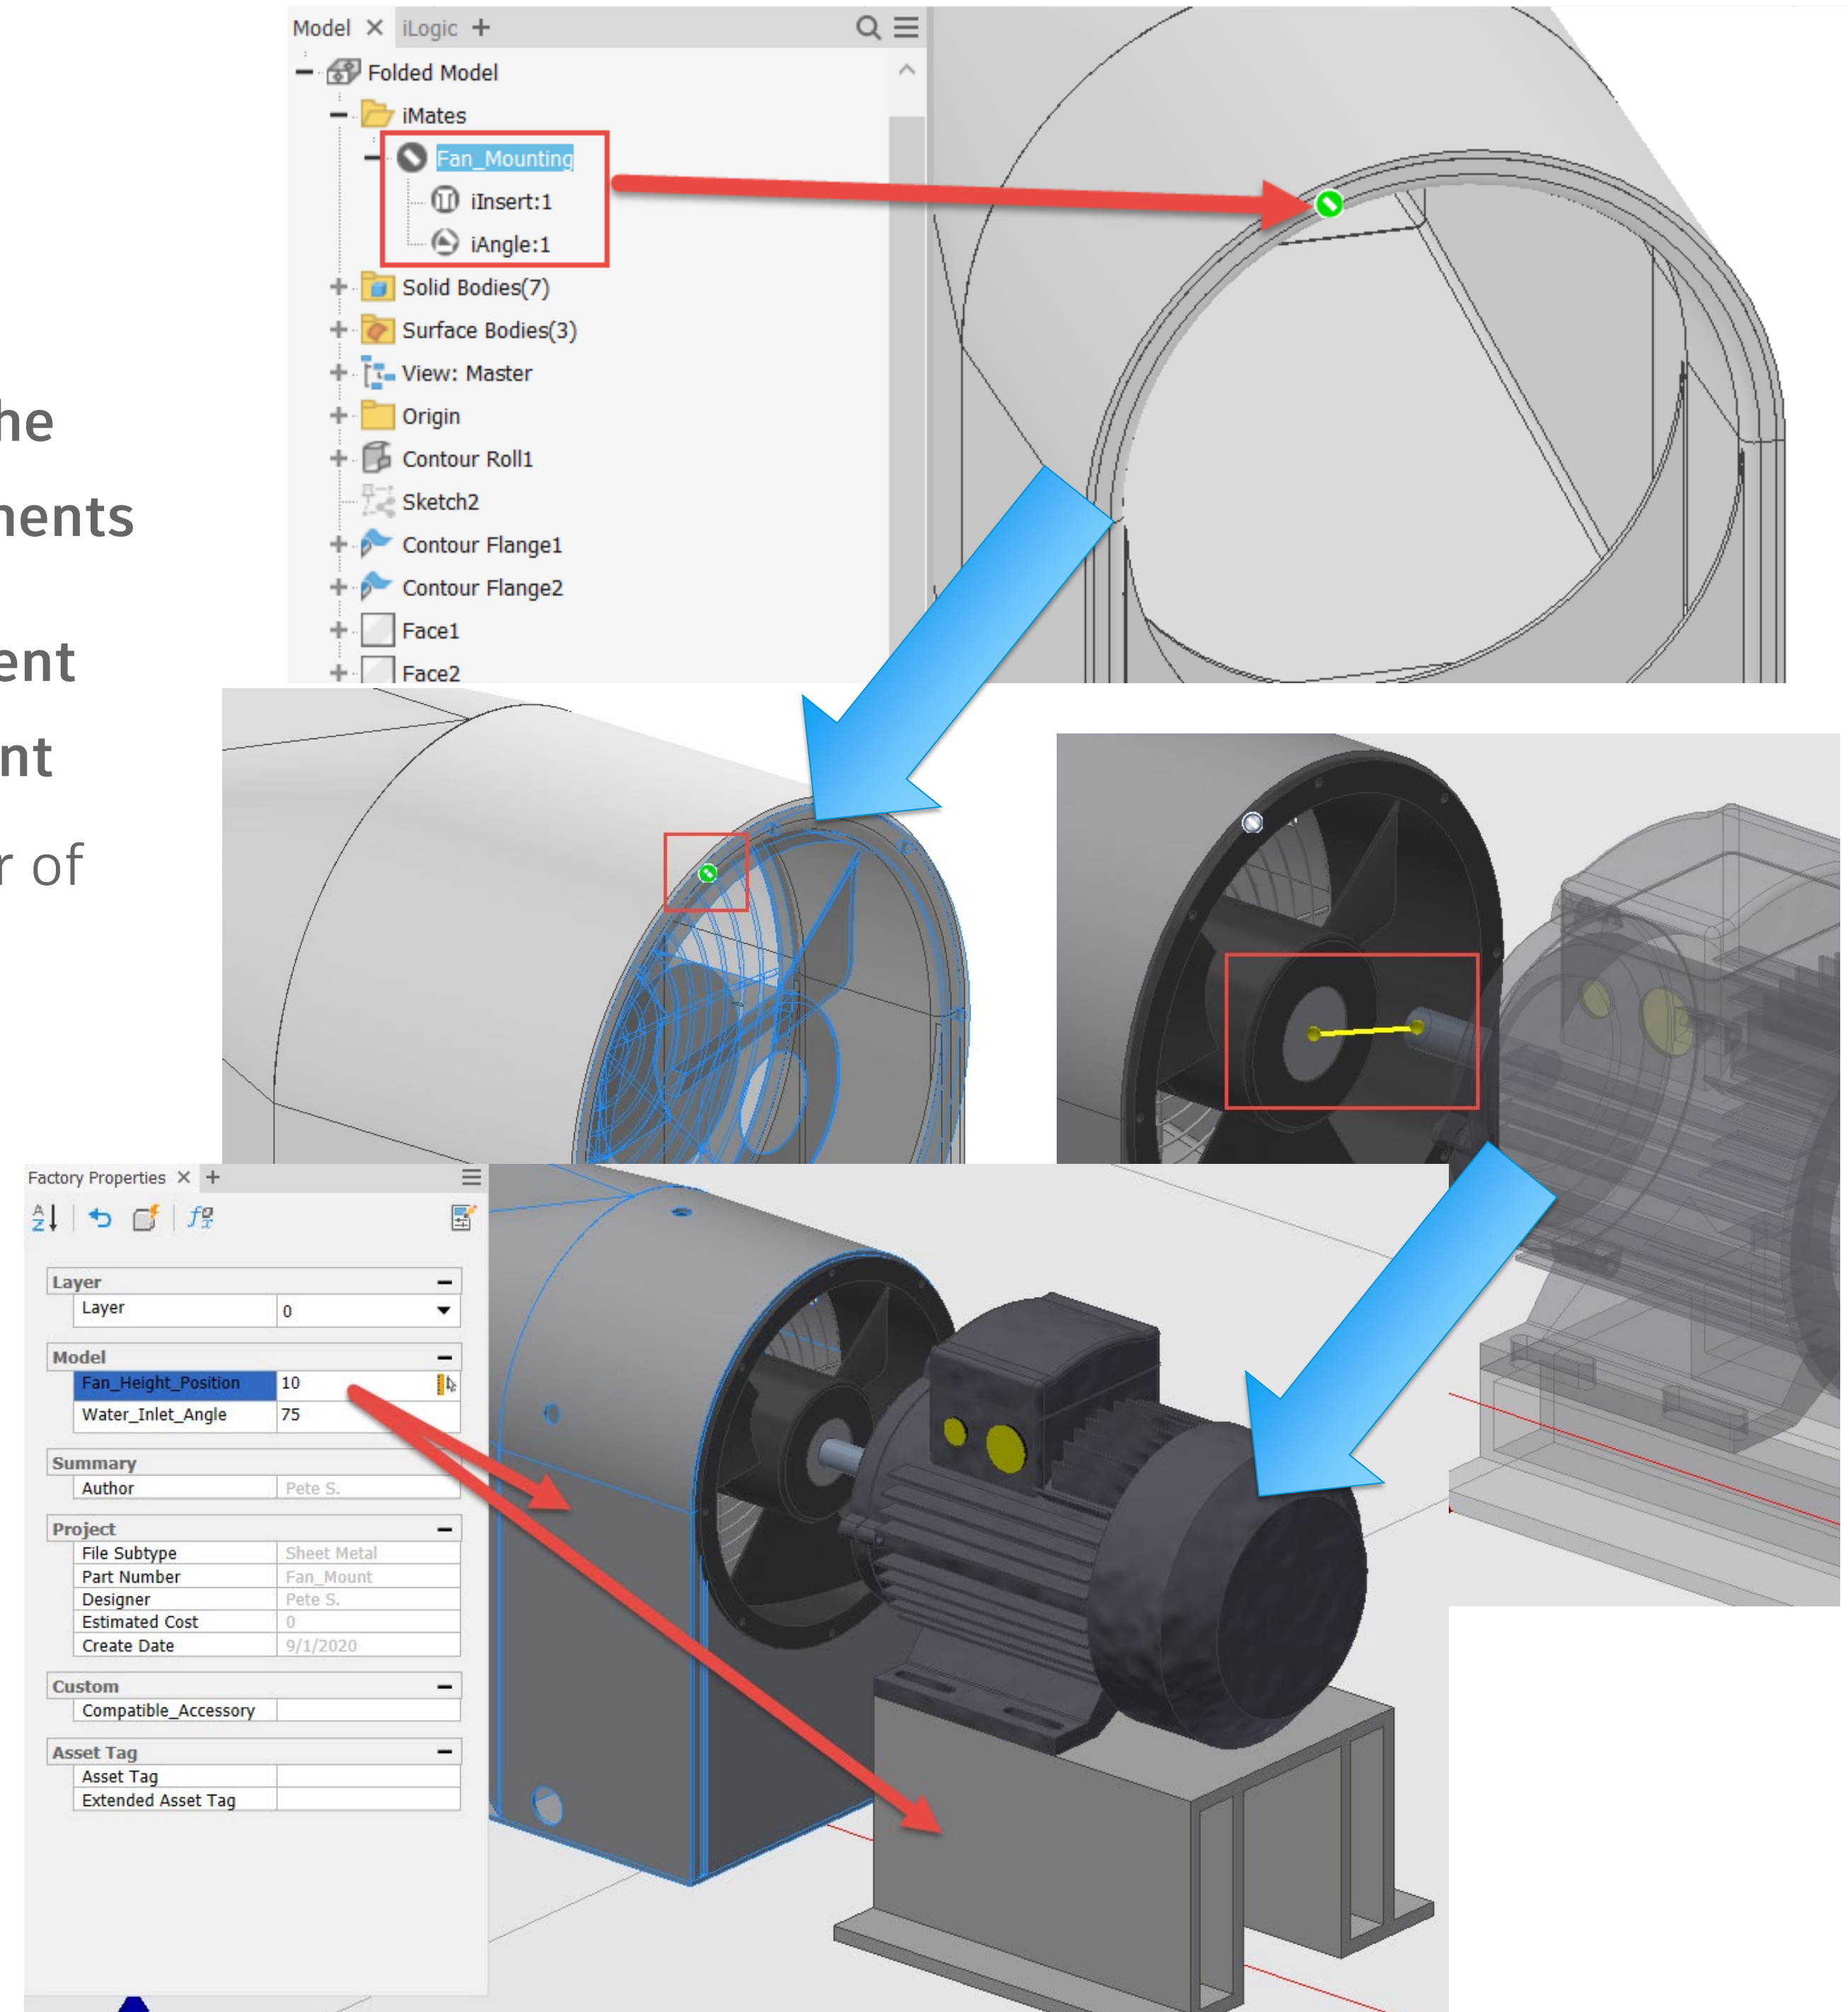 Model
iLogic
Folded Model
iMates
Fan_Mounting
iInsert:1
iAngle:1
Solid Bodies(7)
Surface Bodies(3)
View: Master
Origin
Contour Roll1
Sketch2
Contour Flange1
Contour Flange2
Face1
Face2
he
nents
ent
nt
r of
Factory Properties
Layer
Layer 0
Model
Fan_Height_Position 10
Water_Inlet_Angle 75
Summary
Author Pete S.
Project
File Subtype Sheet Metal
Part Number Fan_Mount
Designer Pete S.
Estimated Cost 0
Create Date 9/1/2020
Custom
Compatible_Accessory
Asset Tag
Asset Tag
Extended Asset Tag